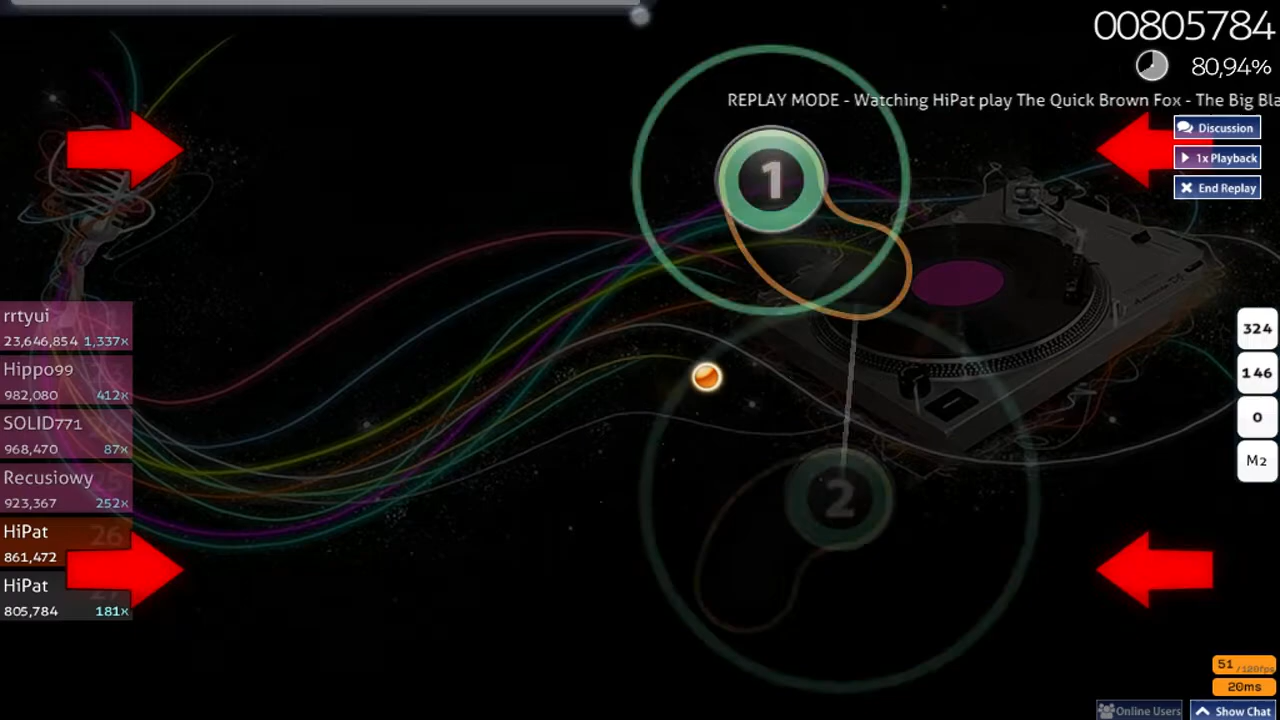 00805784
80,94%
REPLAY MODE - Watching HiPat play The Quick Brown Fox - The Big Bla
Discussion
1x Playback
End Replay
1
2
rrtyui
23,646,854 1,337x
Hippo99
982,080 412x
SOLID771
968,470 87x
Recusiowy
923,367 252x
HiPat 26
861,472
HiPat 27
805,784 181x
324
146
0
M2
51 /120fps
20ms
Online Users
Show Chat